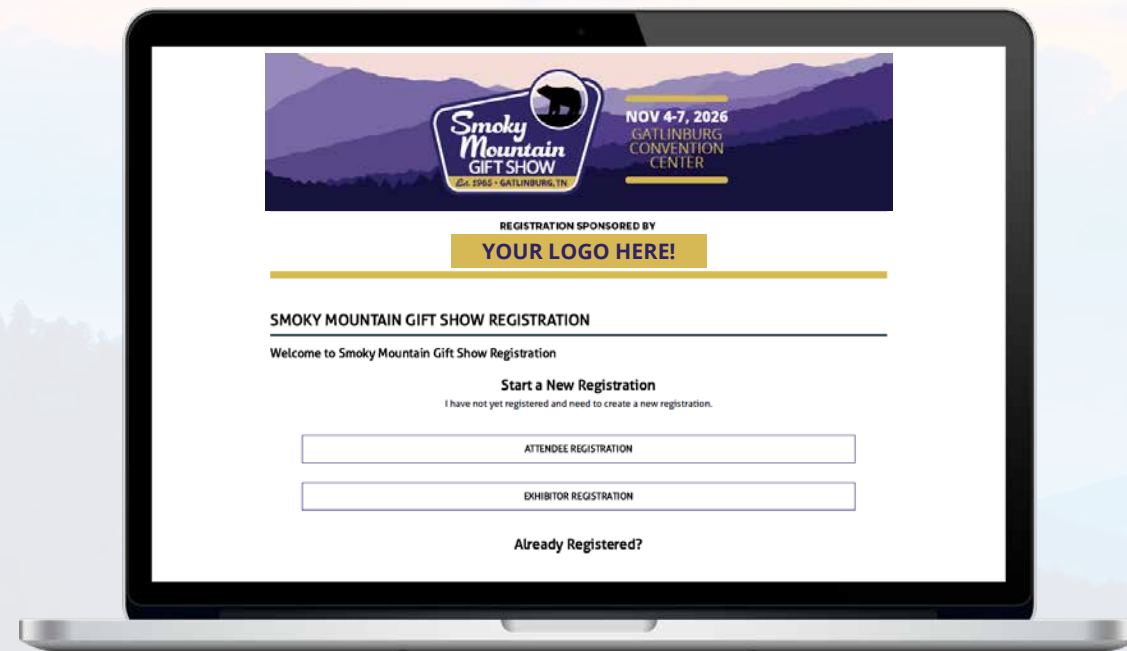 Smoky
Mountain
GIFT SHOW
Est. 1965 • GATLINBURG, TN
NOV 4-7, 2026
GATLINBURG
CONVENTION
CENTER
REGISTRATION SPONSORED BY
YOUR LOGO HERE!
SMOKY MOUNTAIN GIFT SHOW REGISTRATION
Welcome to Smoky Mountain Gift Show Registration
Start a New Registration
I have not yet registered and need to create a new registration.
ATTENDEE REGISTRATION
EXHIBITOR REGISTRATION
Already Registered?